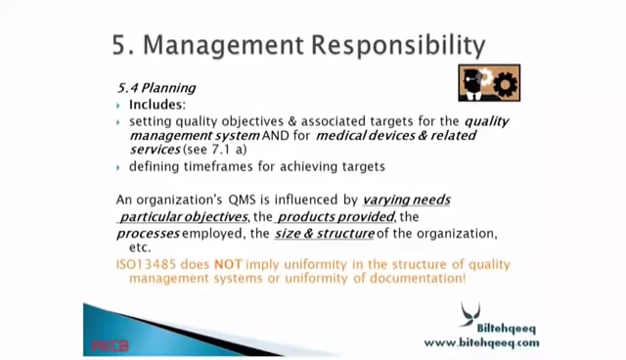 5. Management Responsibility
5.4 Planning
Includes:
setting quality objectives & associated targets for the quality
management system AND for medical devices & related
services (see 7.1 a)
defining timeframes for achieving targets
An organization's QMS is influenced by varying needs
particular objectives, the products provided, the
processes employed, the size & structure of the organization,
etc.
ISO13485 does NOT imply uniformity in the structure of quality
management systems or uniformity of documentation!
PECB
Biltehqeeq
www.bitehqeeq.com